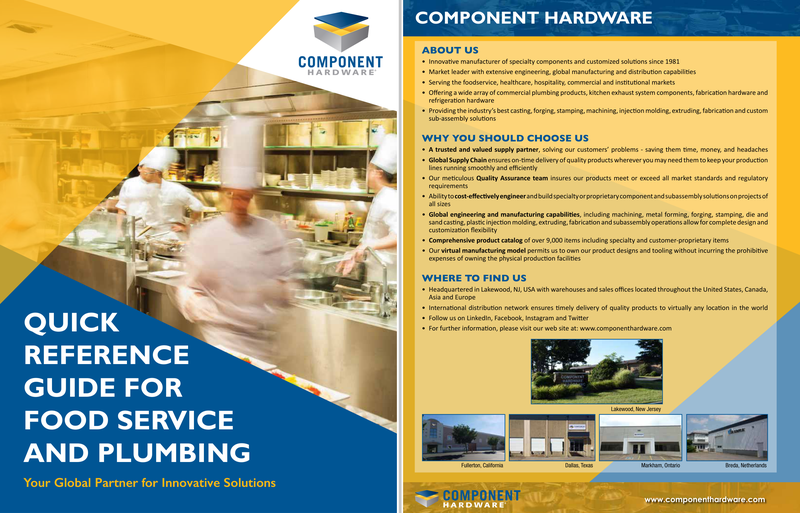 COMPONENT
HARDWARE
QUICK
REFERENCE
GUIDE FOR
FOOD SERVICE
AND PLUMBING
Your Global Partner for Innovative Solutions
COMPONENT HARDWARE
ABOUT US
• Innovative manufacturer of specialty components and customized solutions since 1981
• Market leader with extensive engineering, global manufacturing and distribution capabilities
• Serving the foodservice, healthcare, hospitality, commercial and institutional markets
• Offering a wide array of commercial plumbing products, kitchen exhaust system components, fabrication hardware and
refrigeration hardware
• Providing the industry's best casting, forging, stamping, machining, injection molding, extruding, fabrication and custom
sub-assembly solutions
WHY YOU SHOULD CHOOSE US
• A trusted and valued supply partner, solving our customers' problems - saving them time, money, and headaches
• Global Supply Chain ensures on-time delivery of quality products wherever you may need them to keep your production
lines running smoothly and efficiently
• Our meticulous Quality Assurance team insures our products meet or exceed all market standards and regulatory
requirements
• Ability to cost-effectively engineer and build specialty or proprietary component and subassembly solutions on projects of
all sizes
• Global engineering and manufacturing capabilities, including machining, metal forming, forging, stamping, die and
sand casting, plastic injection molding, extruding, fabrication and subassembly operations allow for complete design and
customization flexibility
• Comprehensive product catalog of over 9,000 items including specialty and customer-proprietary items
• Our virtual manufacturing model permits us to own our product designs and tooling without incurring the prohibitive
expenses of owning the physical production facilities
WHERE TO FIND US
• Headquartered in Lakewood, NJ, USA with warehouses and sales offices located throughout the United States, Canada,
Asia and Europe
• International distribution network ensures timely delivery of quality products to virtually any location in the world
• Follow us on Linkedin, Facebook, Instagram and Twitter
• For further information, please visit our web site at: www.componenthardware.com
COMPONENT
HARDWARE
Lakewood, New Jersey
Fullerton, California
Dallas, Texas
Markham, Ontario
Breda, Netherlands
COMPONENT
HARDWARE
www.componenthardware.com